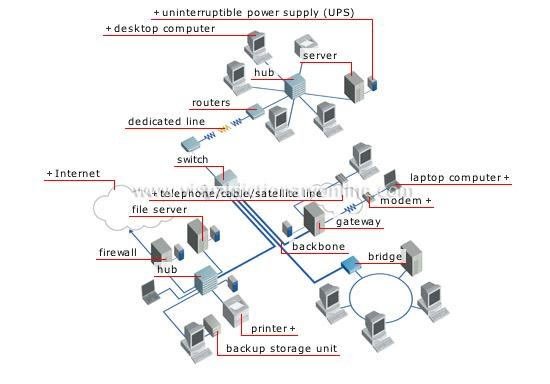 +uninterruptible power supply (UPS)
+desktop computer
server
hub
routers
dedicated line
switch
+Internet
+telephone/cable/satellite line
laptop computer+
modem +
file server
gateway
firewall
backbone
bridge
hub
printer+
backup storage unit